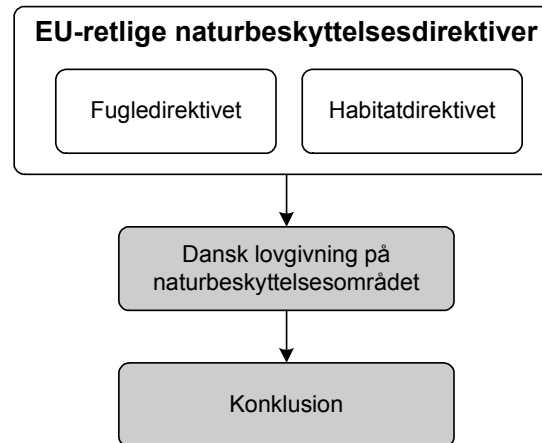 EU-retlige naturbeskyttelsesdirektiver
Fugledirektivet
Habitatdirektivet
Dansk lovgivning på
naturbeskyttelsesområdet
Konklusion